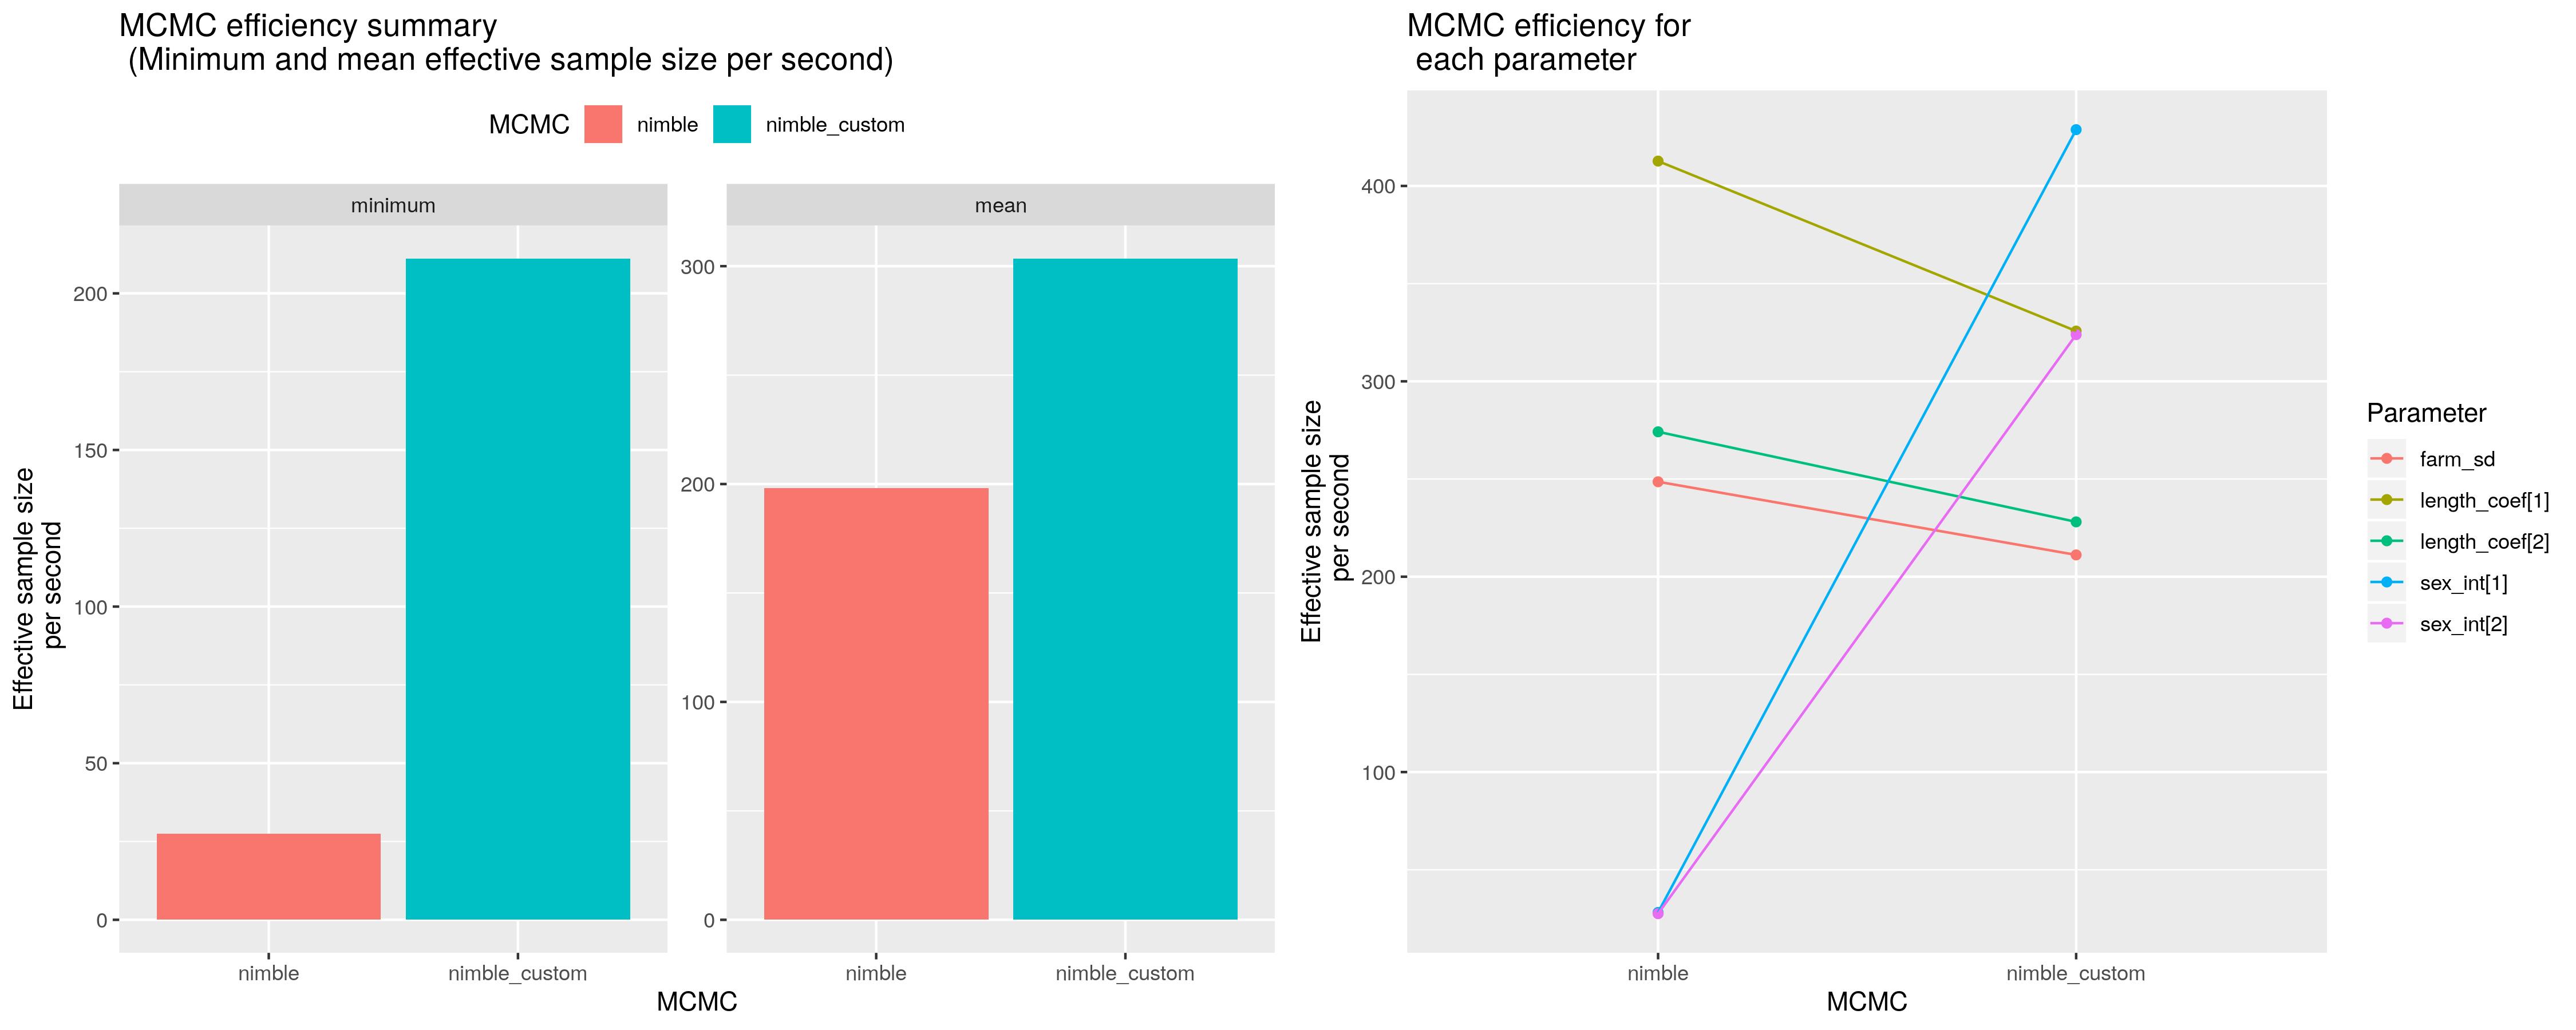 MCMC efficiency summary
(Minimum and mean effective sample size per second)
MCMC nimble nimble_custom
minimum
mean
Effective sample size
per second
200
150
100
50
0
300
200
100
0
nimble
nimble_custom
nimble
nimble_custom
MCMC
MCMC efficiency for
each parameter
Effective sample size
per second
400
300
200
100
nimble
nimble_custom
MCMC
Parameter
farm_sd
length_coef[1]
length_coef[2]
sex_int[1]
sex_int[2]